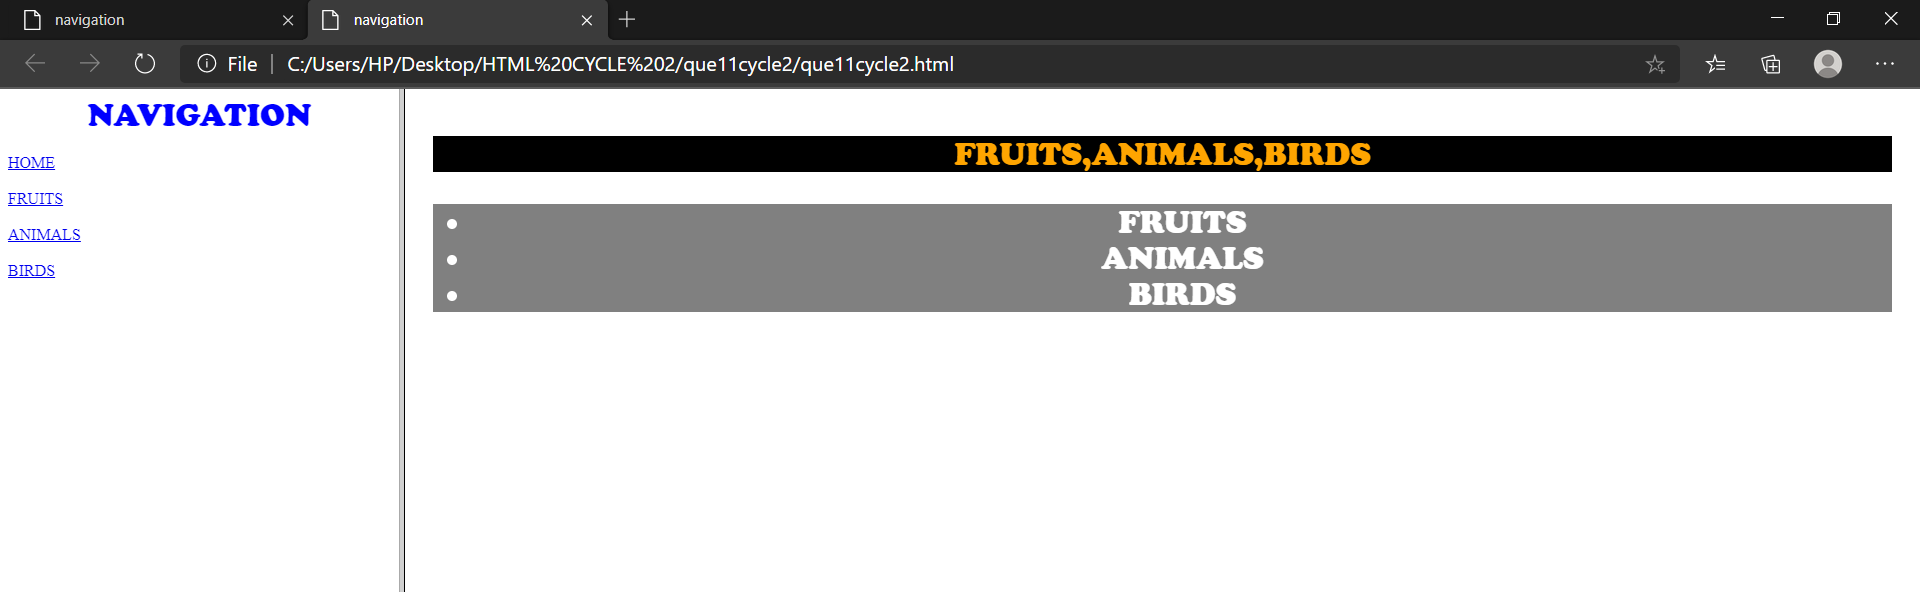 navigation
navigation
File
C:/Users/HP/Desktop/HTML%20CYCLE%202/que11cycle2/que11cycle2.html
NAVIGATION
HOME
FRUITS
ANIMALS
BIRDS
FRUITS,ANIMALS,BIRDS
FRUITS
ANIMALS
BIRDS